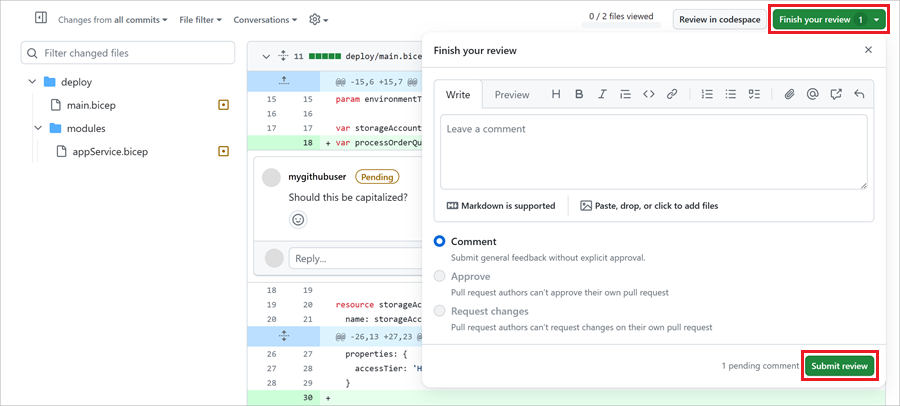 Changes from all commits
File filter
Conversations
0 / 2 files viewed
Review in codespace
Finish your review 1
Filter changed files
deploy
main.bicep
modules
appService.bicep
11 deploy/main.bice
@@ -15,6 +15,7 @@
15 15 param environmentT
16 16
17 17 var storageAccount
18 + var processOrderQu
mygithubuser Pending
Should this be capitalized?
Reply...
18 19
19 20 resource storageAc
20 21 name: storageAcc
@@ -26,13 +27,23 @@
26 27 properties: {
27 28 accessTier: 'H
28 29 }
30 +
Finish your review
Write
Preview
Leave a comment
Markdown is supported
Paste, drop, or click to add files
Comment
Submit general feedback without explicit approval.
Approve
Pull request authors can't approve their own pull request
Request changes
Pull request authors can't request changes on their own pull request
1 pending comment
Submit review